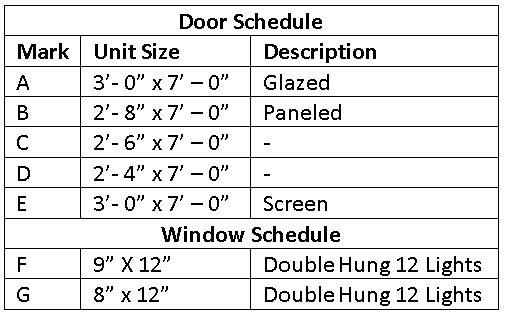 Door Schedule
Mark Unit Size Description
A 3’- 0” x 7’ – 0” Glazed
B 2’- 8” x 7’ – 0” Paneled
C 2’- 6” x 7’ – 0” -
D 2’- 4” x 7’ – 0” -
E 3’- 0” x 7’ – 0” Screen
Window Schedule
F 9” X 12” Double Hung 12 Lights
G 8” x 12” Double Hung 12 Lights